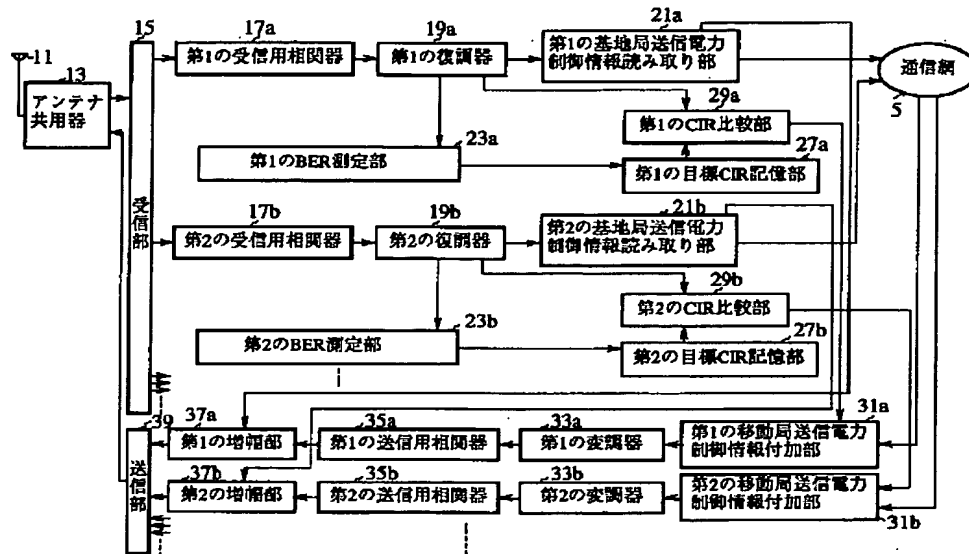 15
17a
19a
21a
11
13
アンテナ
共用器
第1の受信用相関器
第1の復調器
第1の基地局送信電力
制御情報読み取り部
通信網
5
29a
第1のCIR比較部
23a
第1のBER測定部
27a
第1の目標CIR記憶部
受信部
17b
19b
21b
第2の受信用相関器
第2の復調器
第2の基地局送信電力
制御情報読み取り部
29b
第2のCIR比較部
23b
第2のBER測定部
27b
第2の目標CIR記憶部
39
37a
35a
33a
31a
第1の増幅部
第1の送信用相関器
第1の変調器
第1の移動局送信電力
制御情報付加部
送信部
37b
35b
33b
第2の増幅部
第2の送信用相関器
第2の変調器
第2の移動局送信電力
制御情報付加部
31b